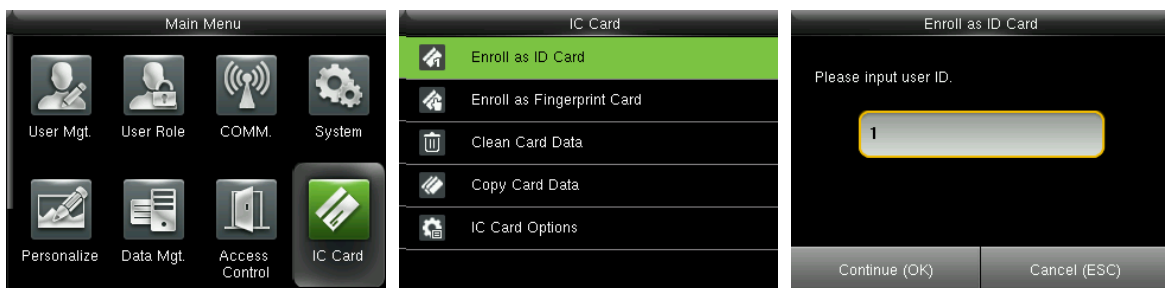 Main Menu
User Mgt.
User Role
COMM.
System
Personalize
Data Mgt.
Access
Control
IC Card
IC Card
Enroll as ID Card
Enroll as Fingerprint Card
Clean Card Data
Copy Card Data
IC Card Options
Enroll as ID Card
Please input user ID.
1
Continue (OK)
Cancel (ESC)